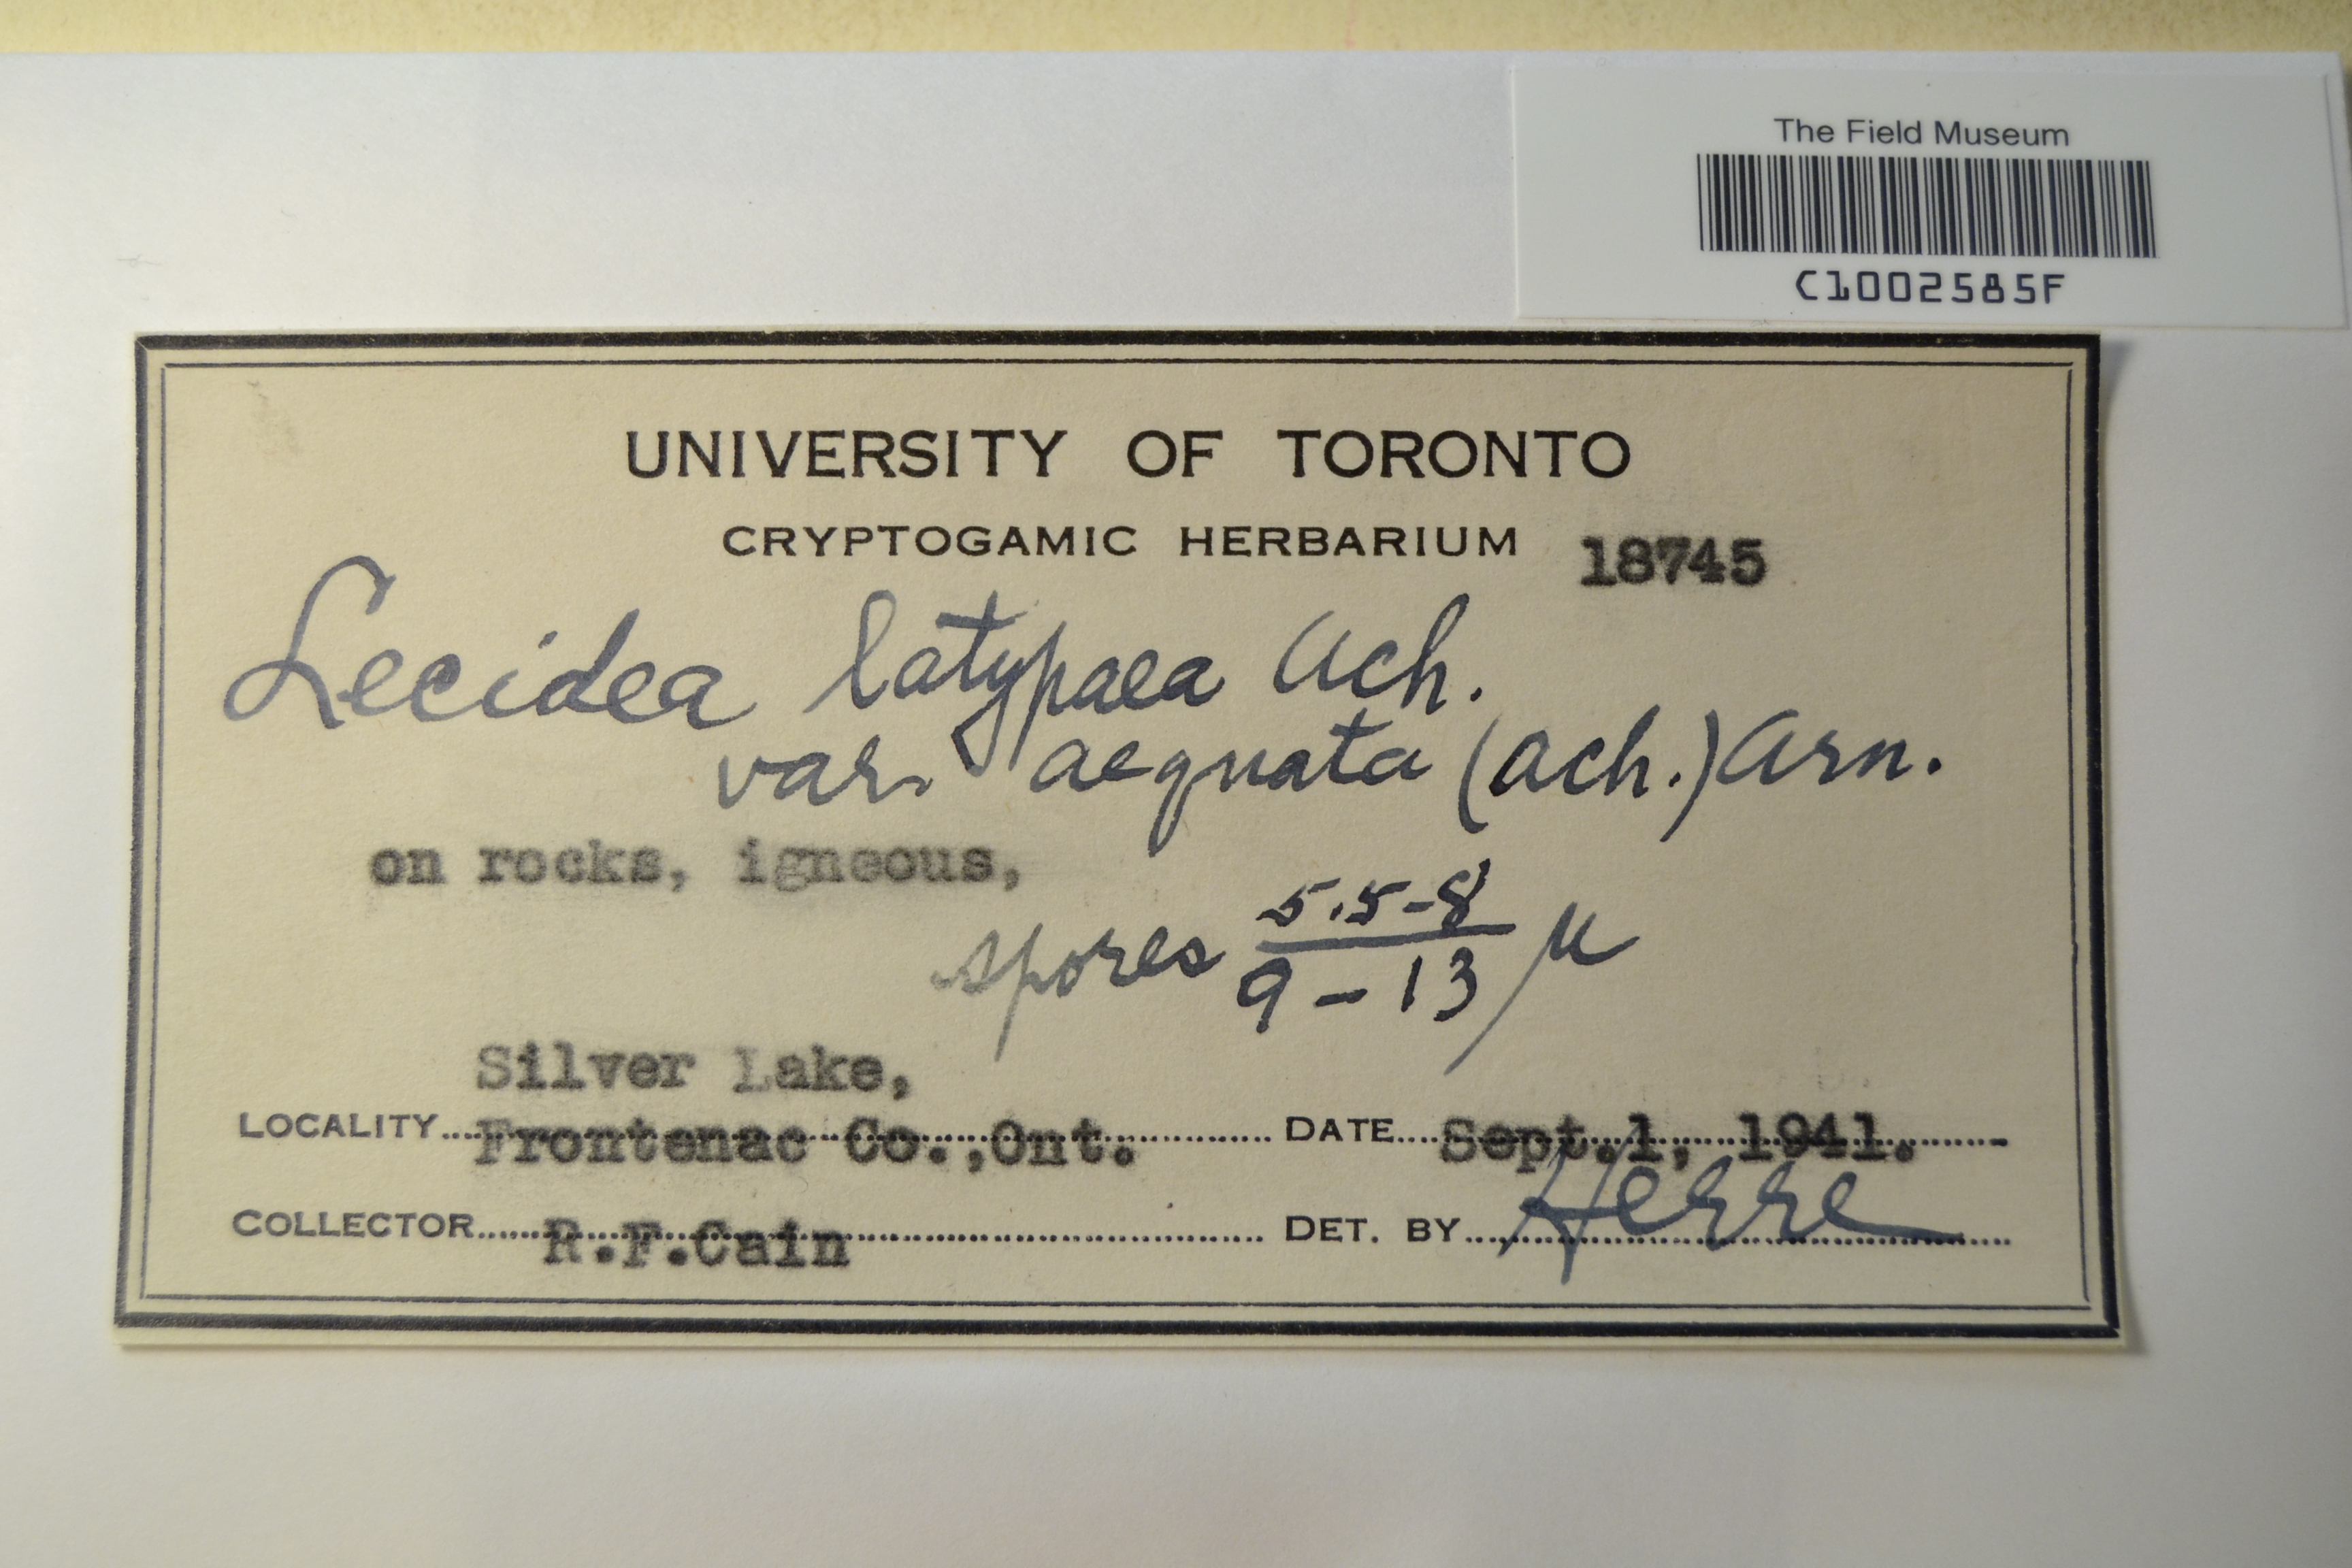 The Field Museum
C1002585F
UNIVERSITY OF TORONTO
CRYPTOGAMIC HERBARIUM 18745
Lecidea latypaea Ach.
var. aequata (Ach.) Arn.
on rocks, igneous,
spores 5.5-8/9-13 μ
Silver Lake,
LOCALITY Frontenac Co.,Ont. DATE Sept.1, 1941.
COLLECTOR R.F.Cain DET. BY Herre